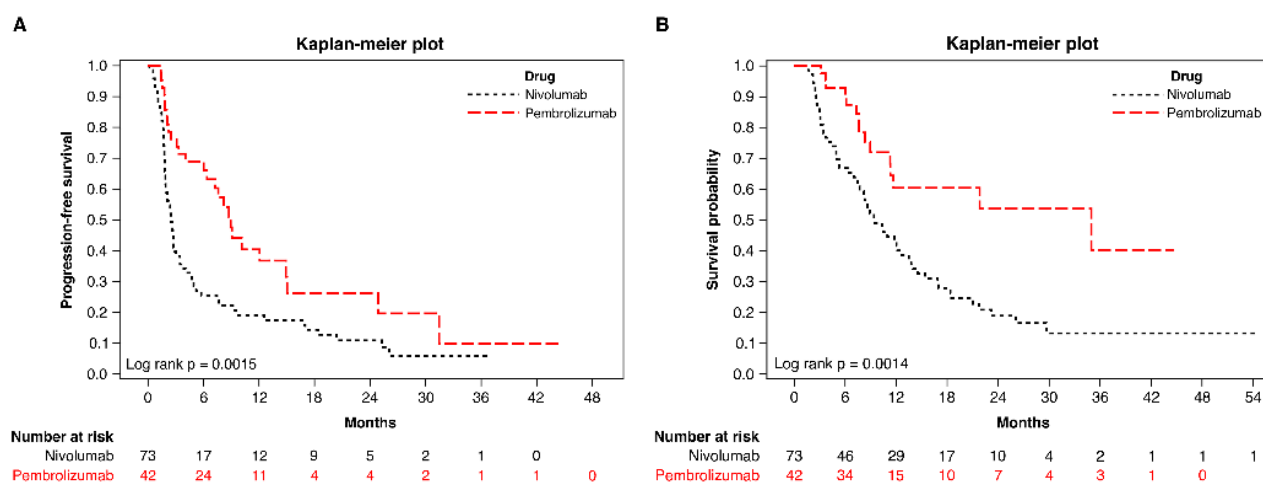 A
Kaplan-meier plot
Progression-free survival
1.0
0.9
0.8
0.7
0.6
0.5
0.4
0.3
0.2
0.1
0.0
Drug
Nivolumab
Pembrolizumab
Log rank p = 0.0015
0 6 12 18 24 30 36 42 48
Months
Number at risk
Nivolumab 73 17 12 9 5 2 1 0
Pembrolizumab 42 24 11 4 4 2 1 1 0
B
Kaplan-meier plot
Survival probability
1.0
0.9
0.8
0.7
0.6
0.5
0.4
0.3
0.2
0.1
0.0
Drug
Nivolumab
Pembrolizumab
Log rank p = 0.0014
0 6 12 18 24 30 36 42 48 54
Months
Number at risk
Nivolumab 73 46 29 17 10 4 2 1 1 1
Pembrolizumab 42 34 15 10 7 4 3 1 0